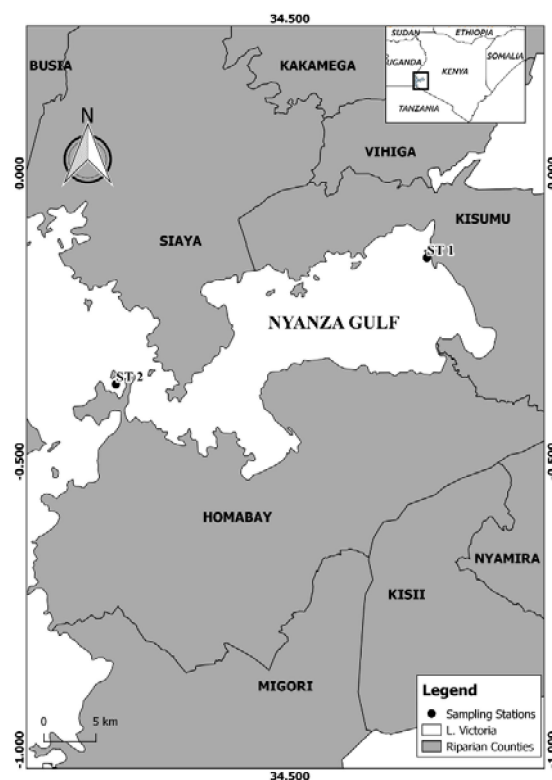 34.500
SUDAN
ETHIOPIA
UGANDA
SOMALIA
KENYA
TANZANIA
BUSIA
KAKAMEGA
N
VIHIGA
0.000
0.000
SIAYA
KISUMU
ST 1
NYANZA GULF
ST 2
-0.500
-0.500
HOMABAY
NYAMIRA
KISII
MIGORI
Legend
Sampling Stations
L. Victoria
Riparian Counties
0 5 km
-1.000
-1.000
34.500